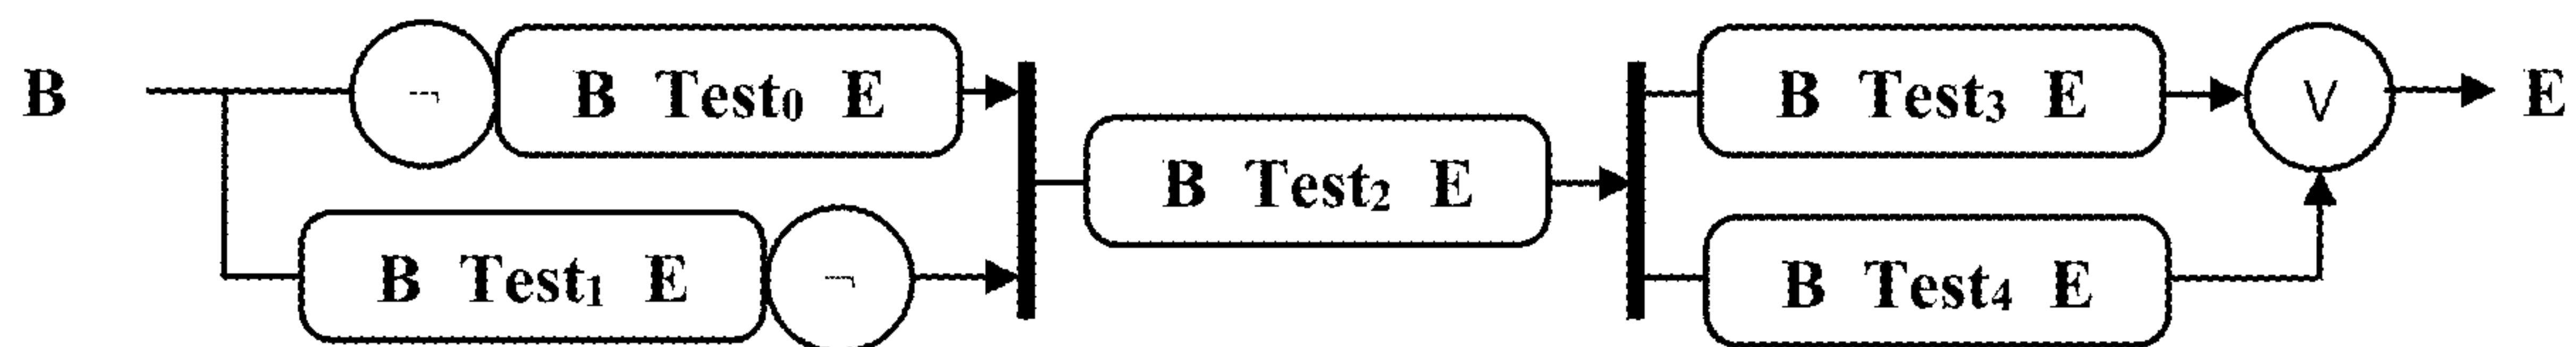 B ¬ B Test₀ E B Test₃ E V E
B Test₂ E
B Test₁ E ¬ B Test₄ E